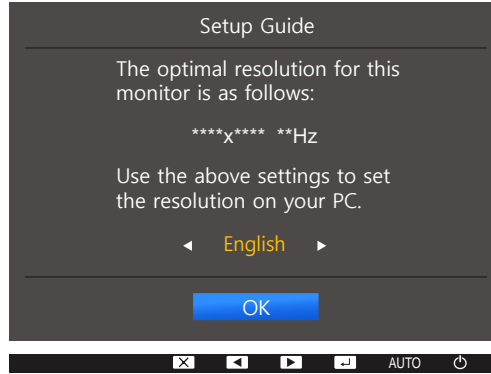 Setup Guide
The optimal resolution for this
monitor is as follows:
****x**** **Hz
Use the above settings to set
the resolution on your PC.
English
OK
AUTO